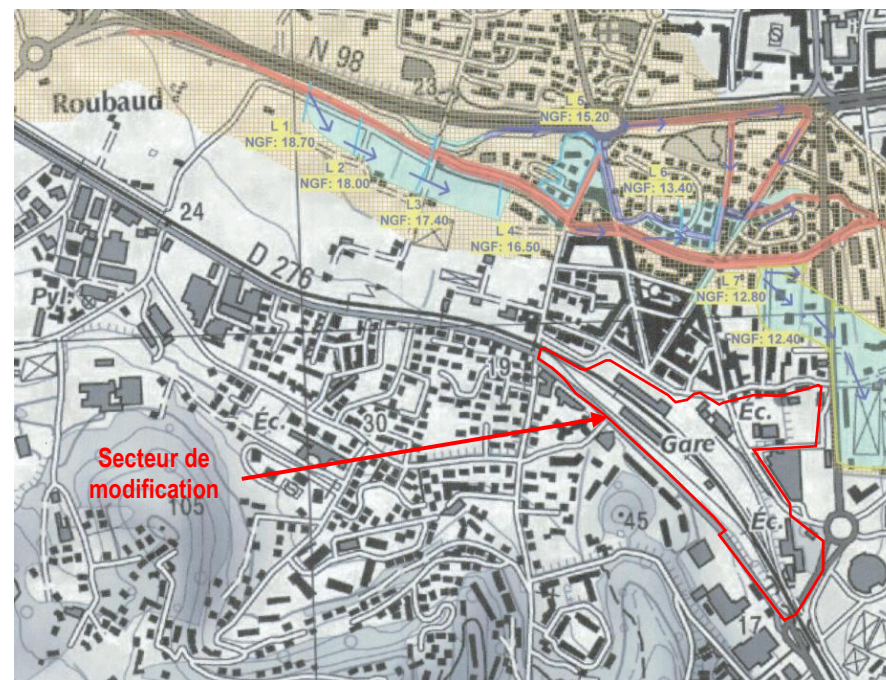 N 98
23
Roubaud
L 1
NGF: 18.70
L 2
NGF: 18.00
L3
NGF: 17.40
L 4
NGF: 16.50
L 5
NGF: 15.20
L 6
NGF: 13.40
L 7
NGF: 12.80
NGF: 12.40
24
D 276
Pyl.
19
Éc.
30
Éc.
Gare
Secteur de
modification
105
45
Éc.
17